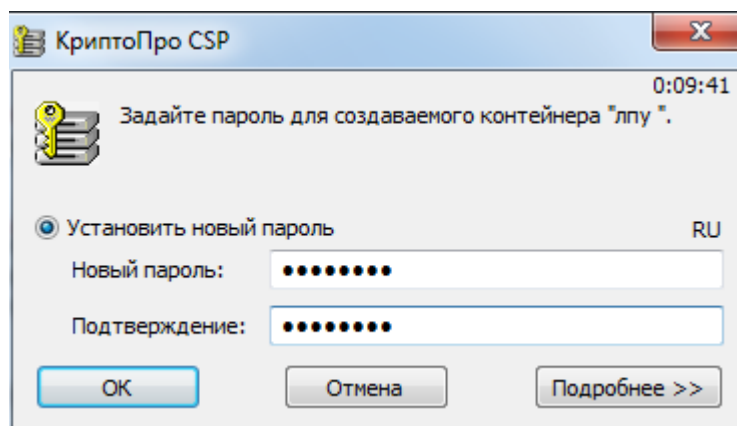 КриптоПро CSP
0:09:41
Задайте пароль для создаваемого контейнера "лпу ".
Установить новый пароль
RU
Новый пароль: ●●●●●●●●
Подтверждение: ●●●●●●●●
OK Отмена Подробнее >>